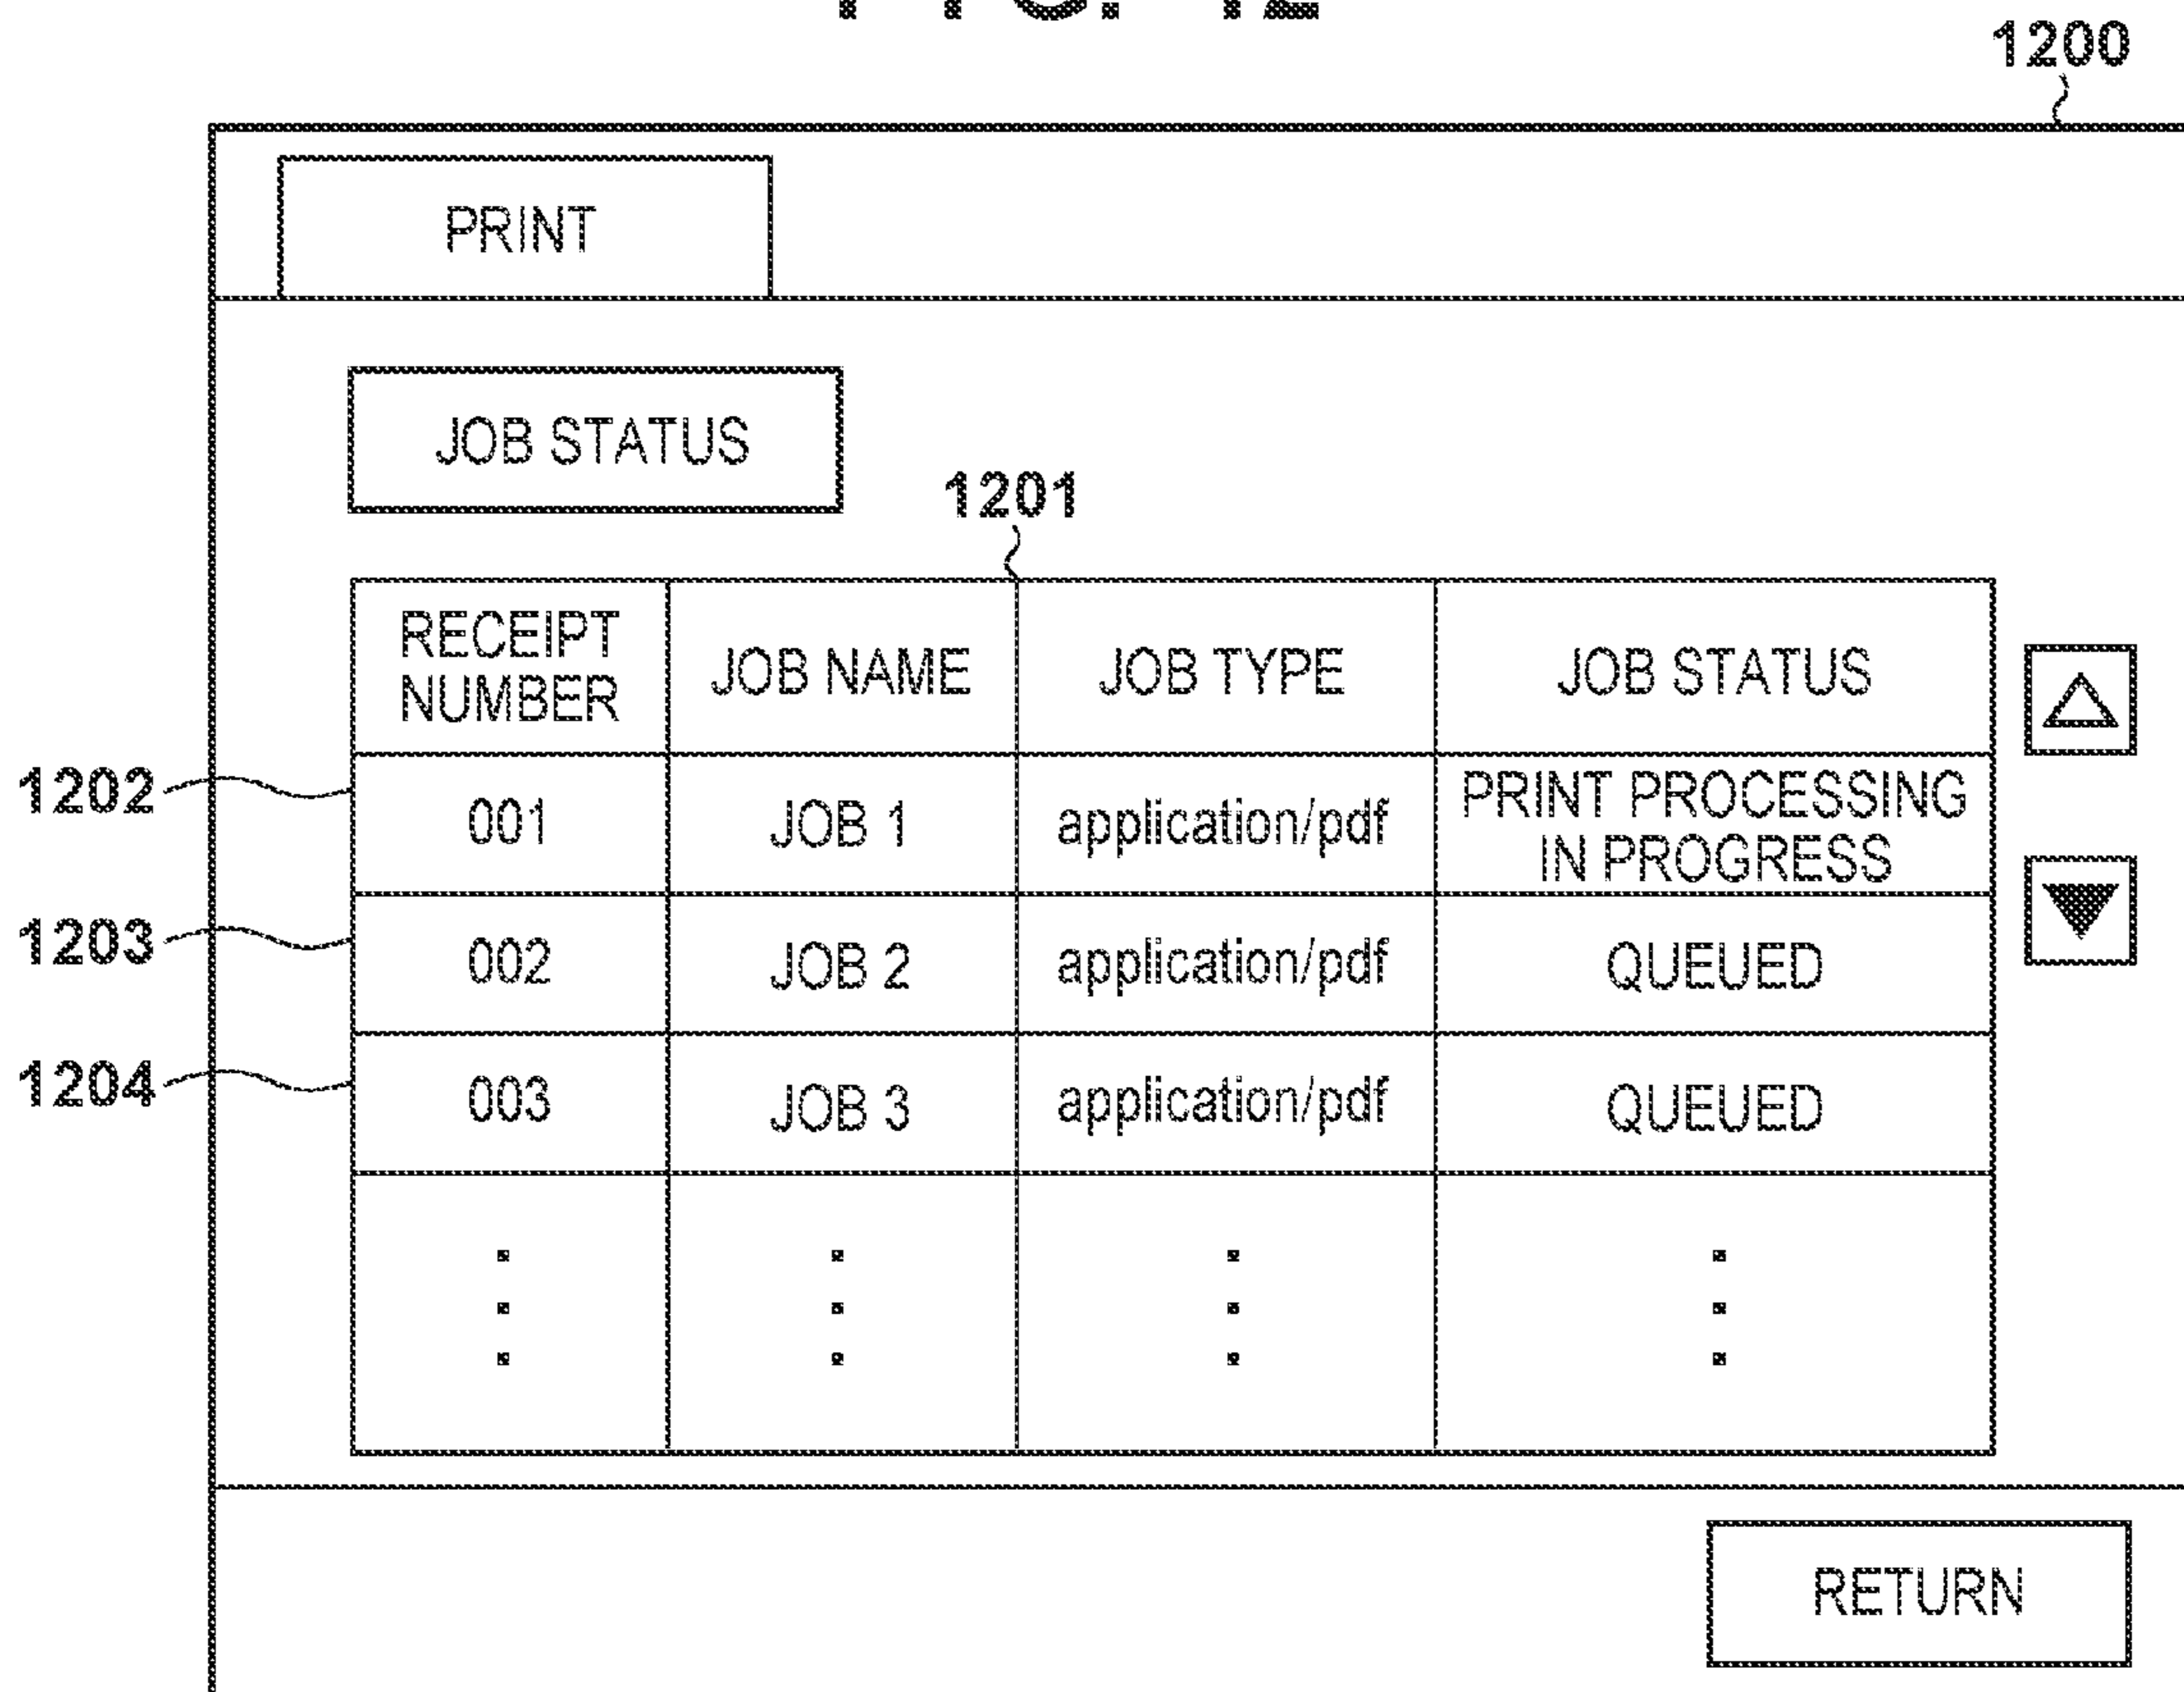 FIG. 12
1200
PRINT
JOB STATUS
1201
RECEIPT NUMBER JOB NAME JOB TYPE JOB STATUS
1202 001 JOB 1 application/pdf PRINT PROCESSING IN PROGRESS
1203 002 JOB 2 application/pdf QUEUED
1204 003 JOB 3 application/pdf QUEUED
RETURN